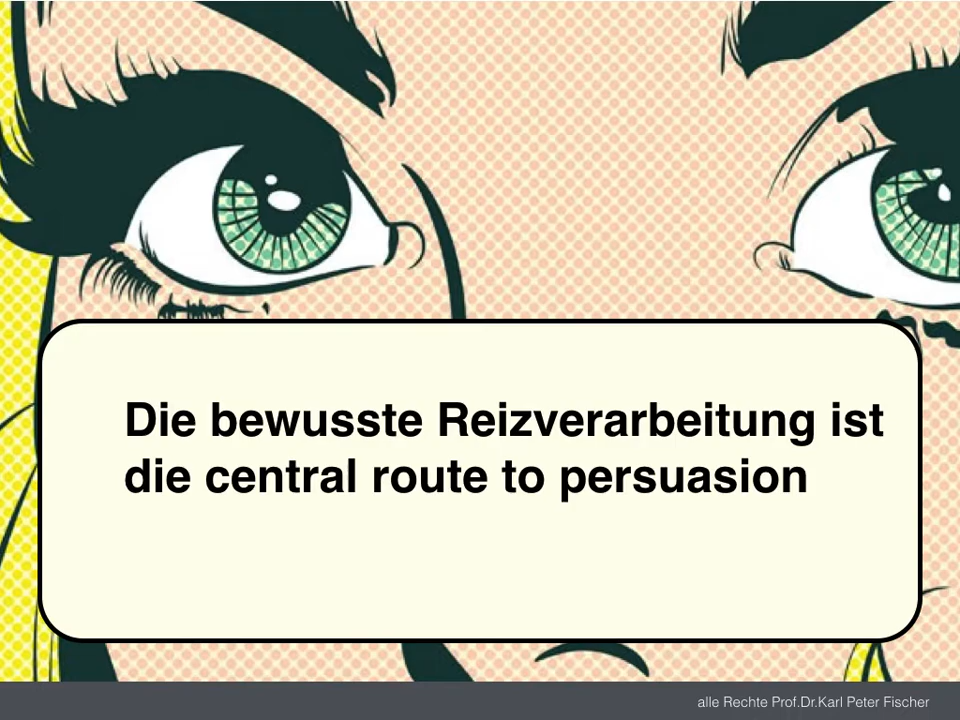 Die bewusste Reizverarbeitung ist
die central route to persuasion
alle Rechte Prof.Dr.Karl Peter Fischer